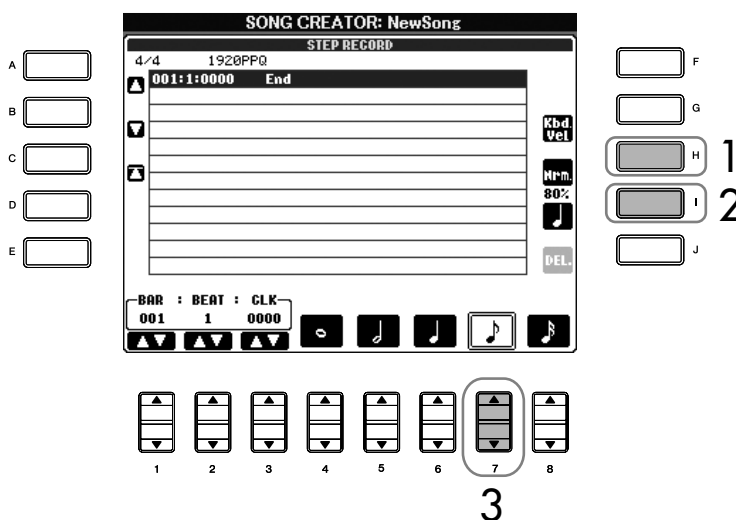 SONG CREATOR: NewSong
STEP RECORD
4/4 1920PPQ
001:1:0000 End
A
B
C
D
E
F
G
H 1
I 2
J
Kbd.
Vel
Nrm.
80%
DEL.
BAR : BEAT : CLK
001 1 0000
1 2 3 4 5 6 7 8
3